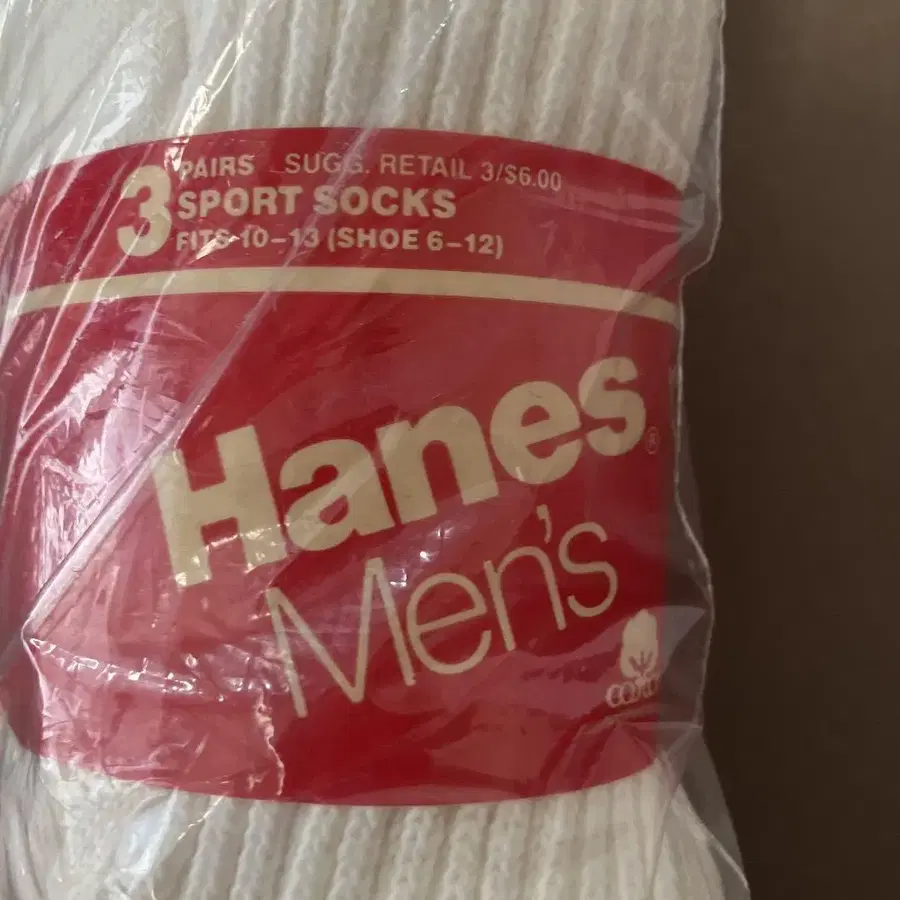 3 PAIRS SUGG. RETAIL 3/$6.00
SPORT SOCKS
FITS 10–13 (SHOE 6–12)
Hanes®
Men's